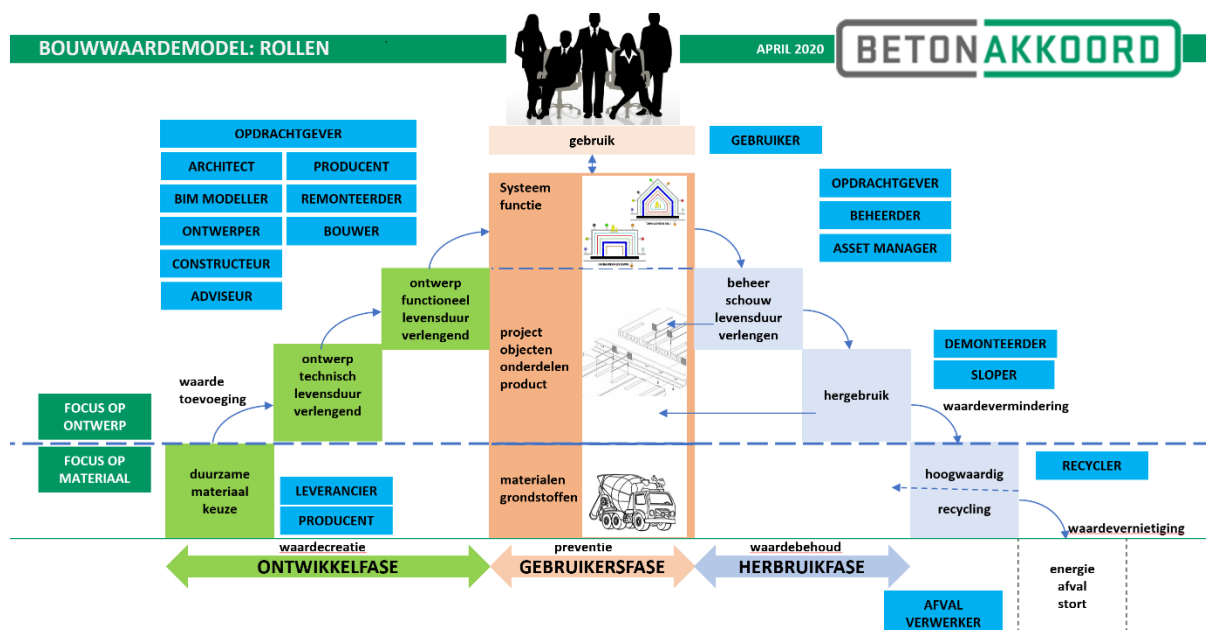 BOUWWAARDEMODEL: ROLLEN
APRIL 2020
BETONAKKOORD
OPDRACHTGEVER
ARCHITECT
PRODUCENT
BIM MODELLER
REMONTEERDER
ONTWERPER
BOUWER
CONSTRUCTEUR
ADVISEUR
gebruik
GEBRUIKER
Systeem
functie
OPDRACHTGEVER
BEHEERDER
ASSET MANAGER
ontwerp
functioneel
levensduur
verlengend
beheer
schouw
levensduur
verlengen
project
objecten
onderdelen
product
ontwerp
technisch
levensduur
verlengend
waarde
toevoeging
DEMONTEERDER
SLOPER
hergebruik
waardevermindering
FOCUS OP
ONTWERP
FOCUS OP
MATERIAAL
duurzame
materiaal
keuze
LEVERANCIER
PRODUCENT
materialen
grondstoffen
hoogwaardig
recycling
RECYCLER
waardevernietiging
waardecreatie
ONTWIKKELFASE
preventie
GEBRUIKERSFASE
waardebehoud
HERBRUIKFASE
energie
afval
stort
AFVAL
VERWERKER